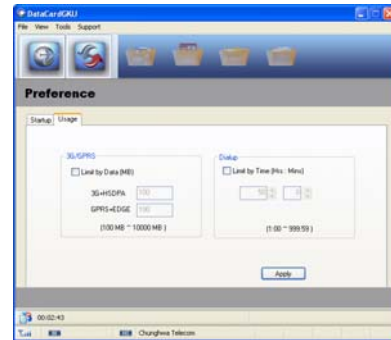 DataCardGKU
File View Tools Support
Preference
Startup Usage
3G/GPRS
Limit by Data (MB)
3G+HSDPA 100
GPRS+EDGE 100
(100 MB ~ 10000 MB )
Dialup
Limit by Time (Hrs : Mins)
50 0
(1:00 ~ 999:59 )
Apply
00:02:43
Chunghwa Telecom